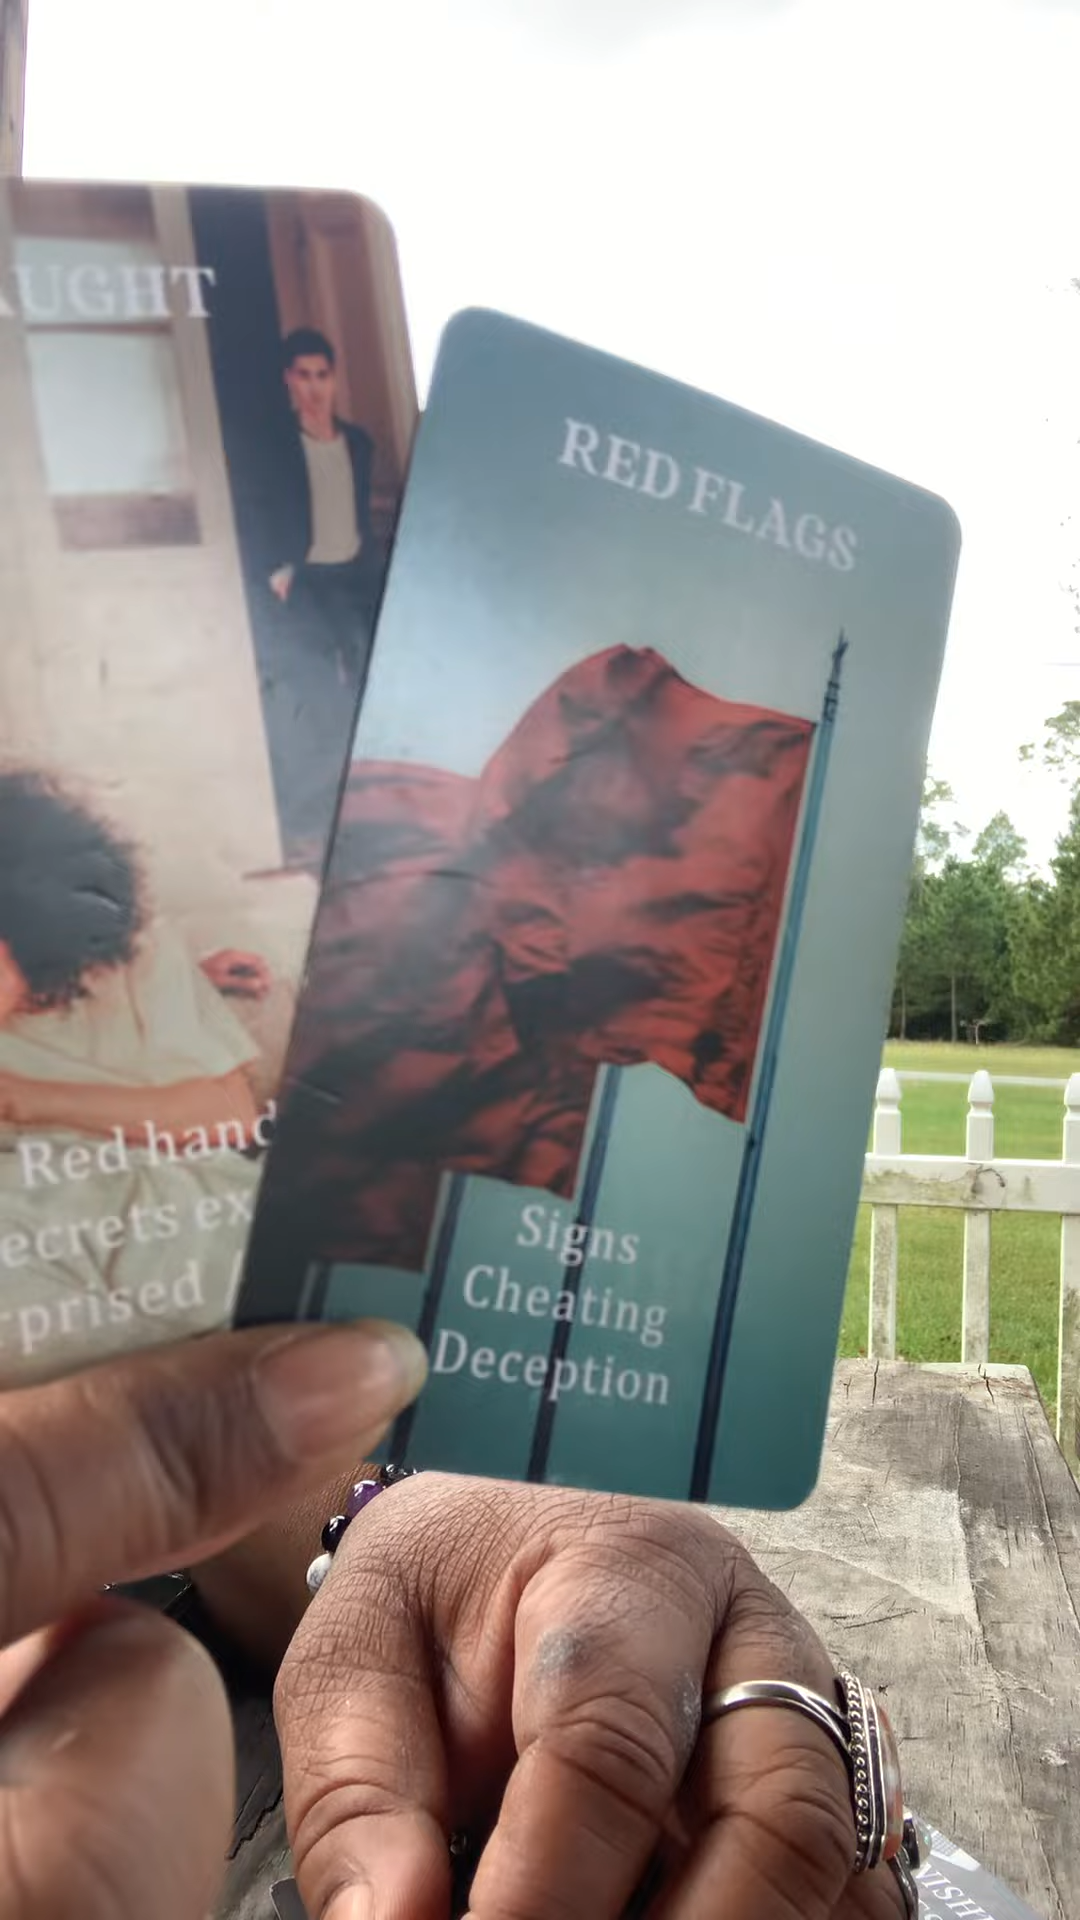 AUGHT
Red hand
ecrets ex
rprised
RED FLAGS
Signs
Cheating
Deception